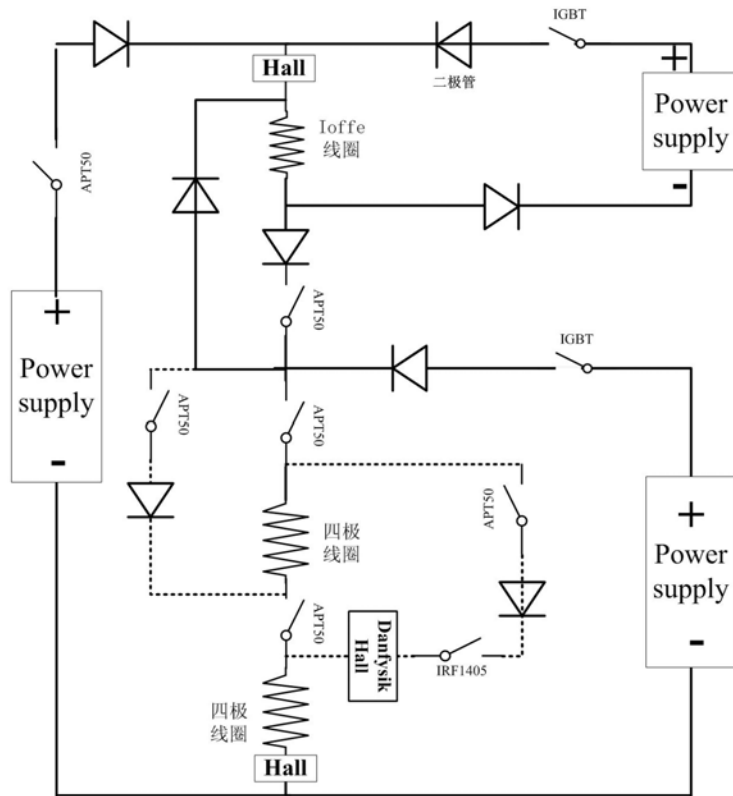 IGBT
Hall
二极管
+
Power
supply
-
Ioffe
线圈
APT50
APT50
IGBT
+
Power
supply
-
APT50
APT50
APT50
四极
线圈
+
Power
supply
-
APT50
Danfysik
Hall
IRF1405
四极
线圈
Hall